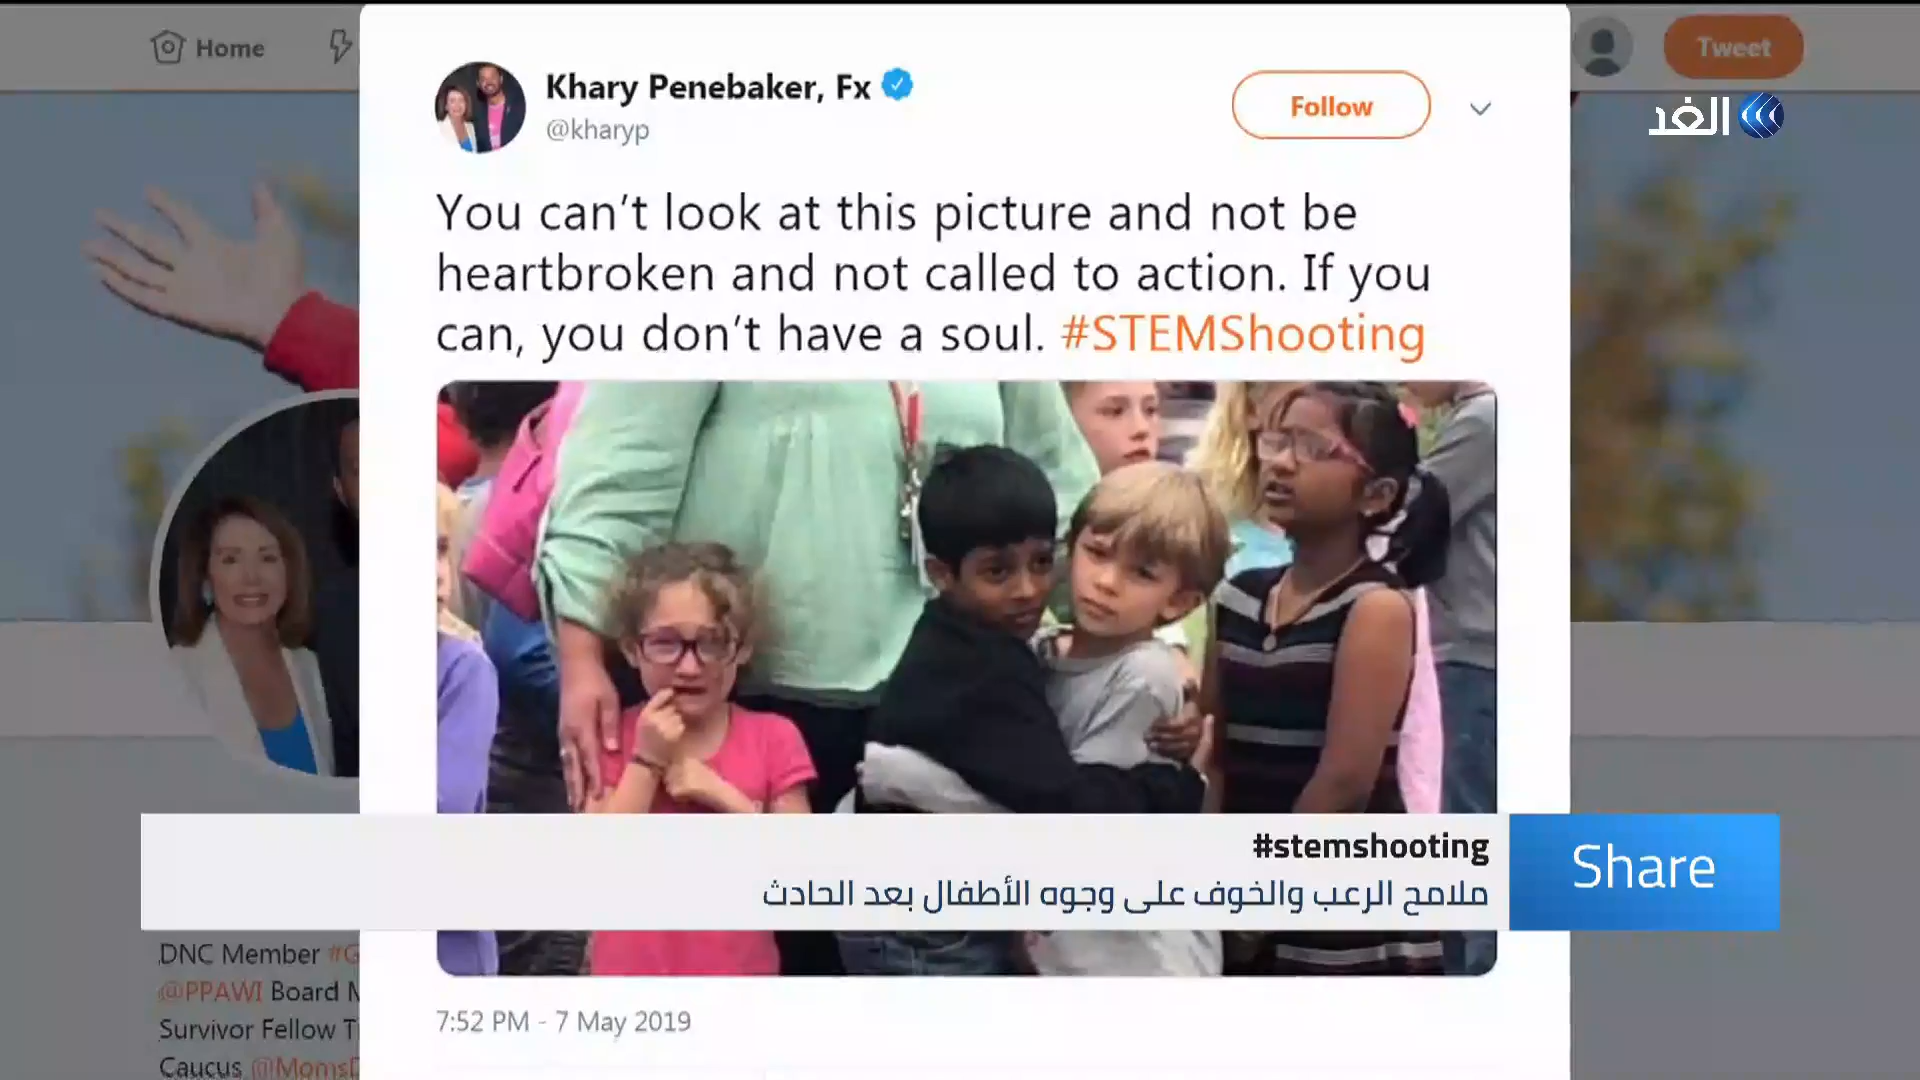 Home
Tweet
Khary Penebaker, Fx
@kharyp
Follow
الغد
You can't look at this picture and not be
heartbroken and not called to action. If you
can, you don't have a soul. #STEMShooting
#stemshooting
ملامح الرعب والخوف على وجوه الأطفال بعد الحادث
Share
DNC Member #G
@PPAWI Board M
Survivor Fellow T
Caucus @MomsD
7:52 PM - 7 May 2019